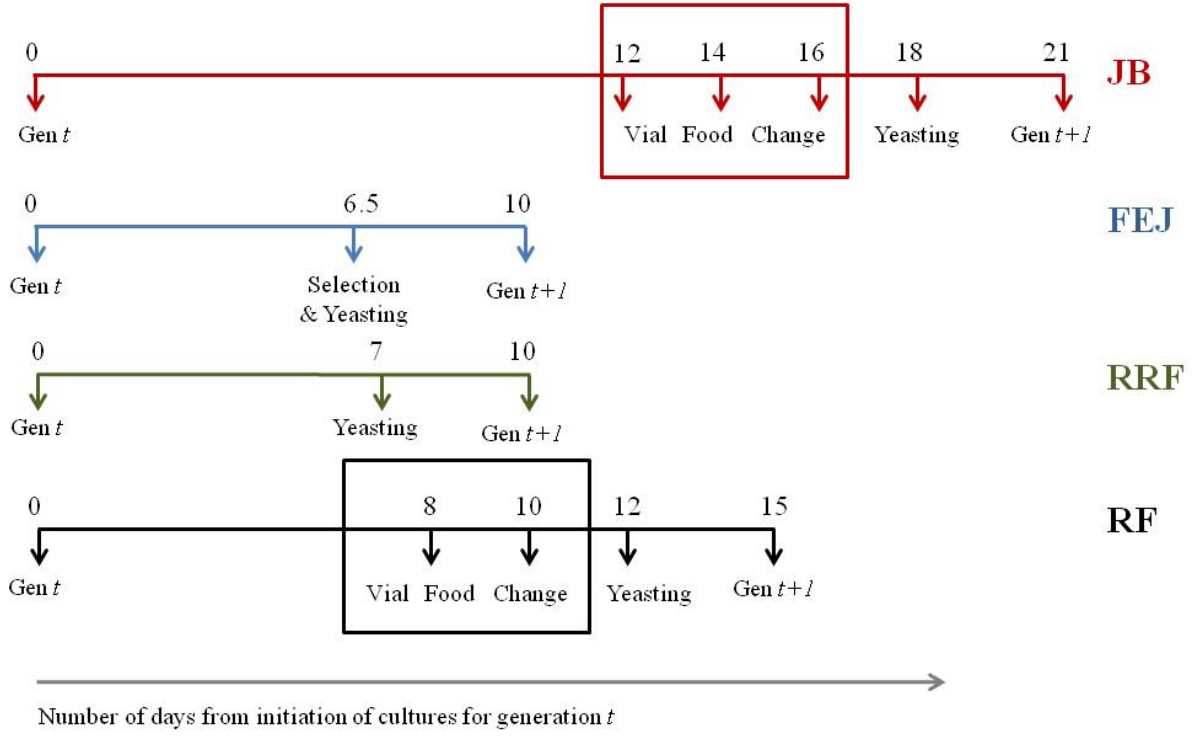 0 12 14 16 18 21
JB
Gen t Vial Food Change Yeasting Gen t+1
0 6.5 10
FEJ
Gen t Selection Gen t+1
& Yeasting
0 7 10
RRF
Gen t Yeasting Gen t+1
0 8 10 12 15
RF
Gen t Vial Food Change Yeasting Gen t+1
Number of days from initiation of cultures for generation t